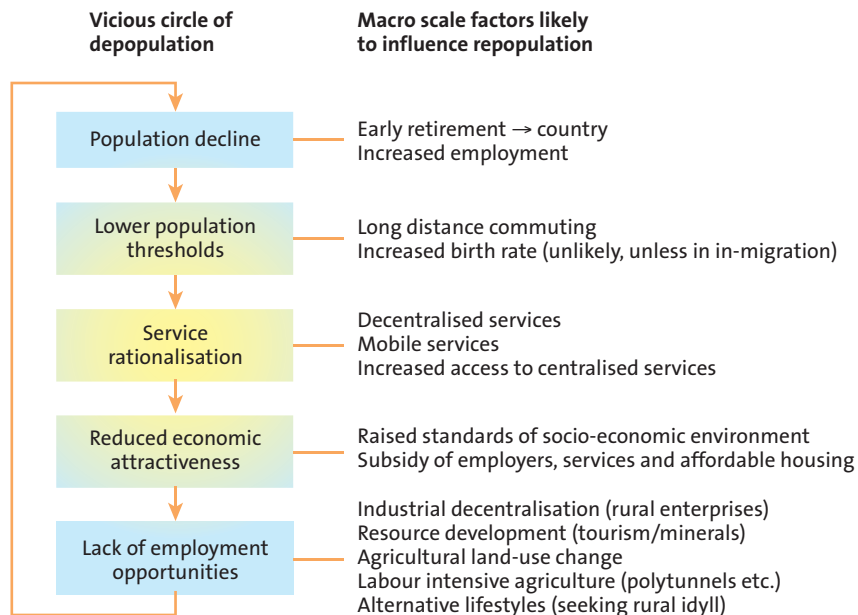 Vicious circle of
depopulation
Macro scale factors likely
to influence repopulation
Population decline
Early retirement → country
Increased employment
Lower population
thresholds
Long distance commuting
Increased birth rate (unlikely, unless in in-migration)
Service
rationalisation
Decentralised services
Mobile services
Increased access to centralised services
Reduced economic
attractiveness
Raised standards of socio-economic environment
Subsidy of employers, services and affordable housing
Lack of employment
opportunities
Industrial decentralisation (rural enterprises)
Resource development (tourism/minerals)
Agricultural land-use change
Labour intensive agriculture (polytunnels etc.)
Alternative lifestyles (seeking rural idyll)